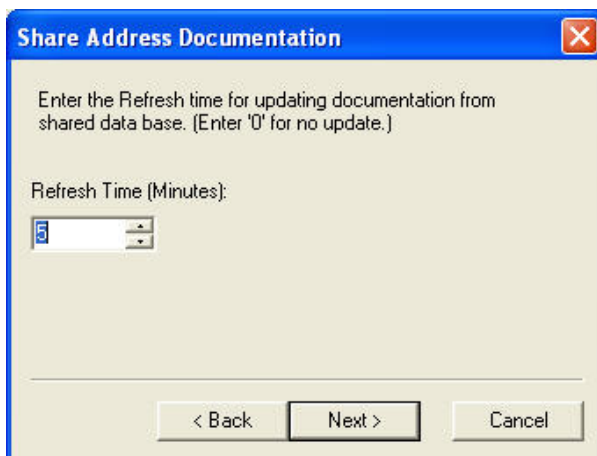 Share Address Documentation
Enter the Refresh time for updating documentation from
shared data base. (Enter '0' for no update.)
Refresh Time (Minutes):
5
< Back Next > Cancel